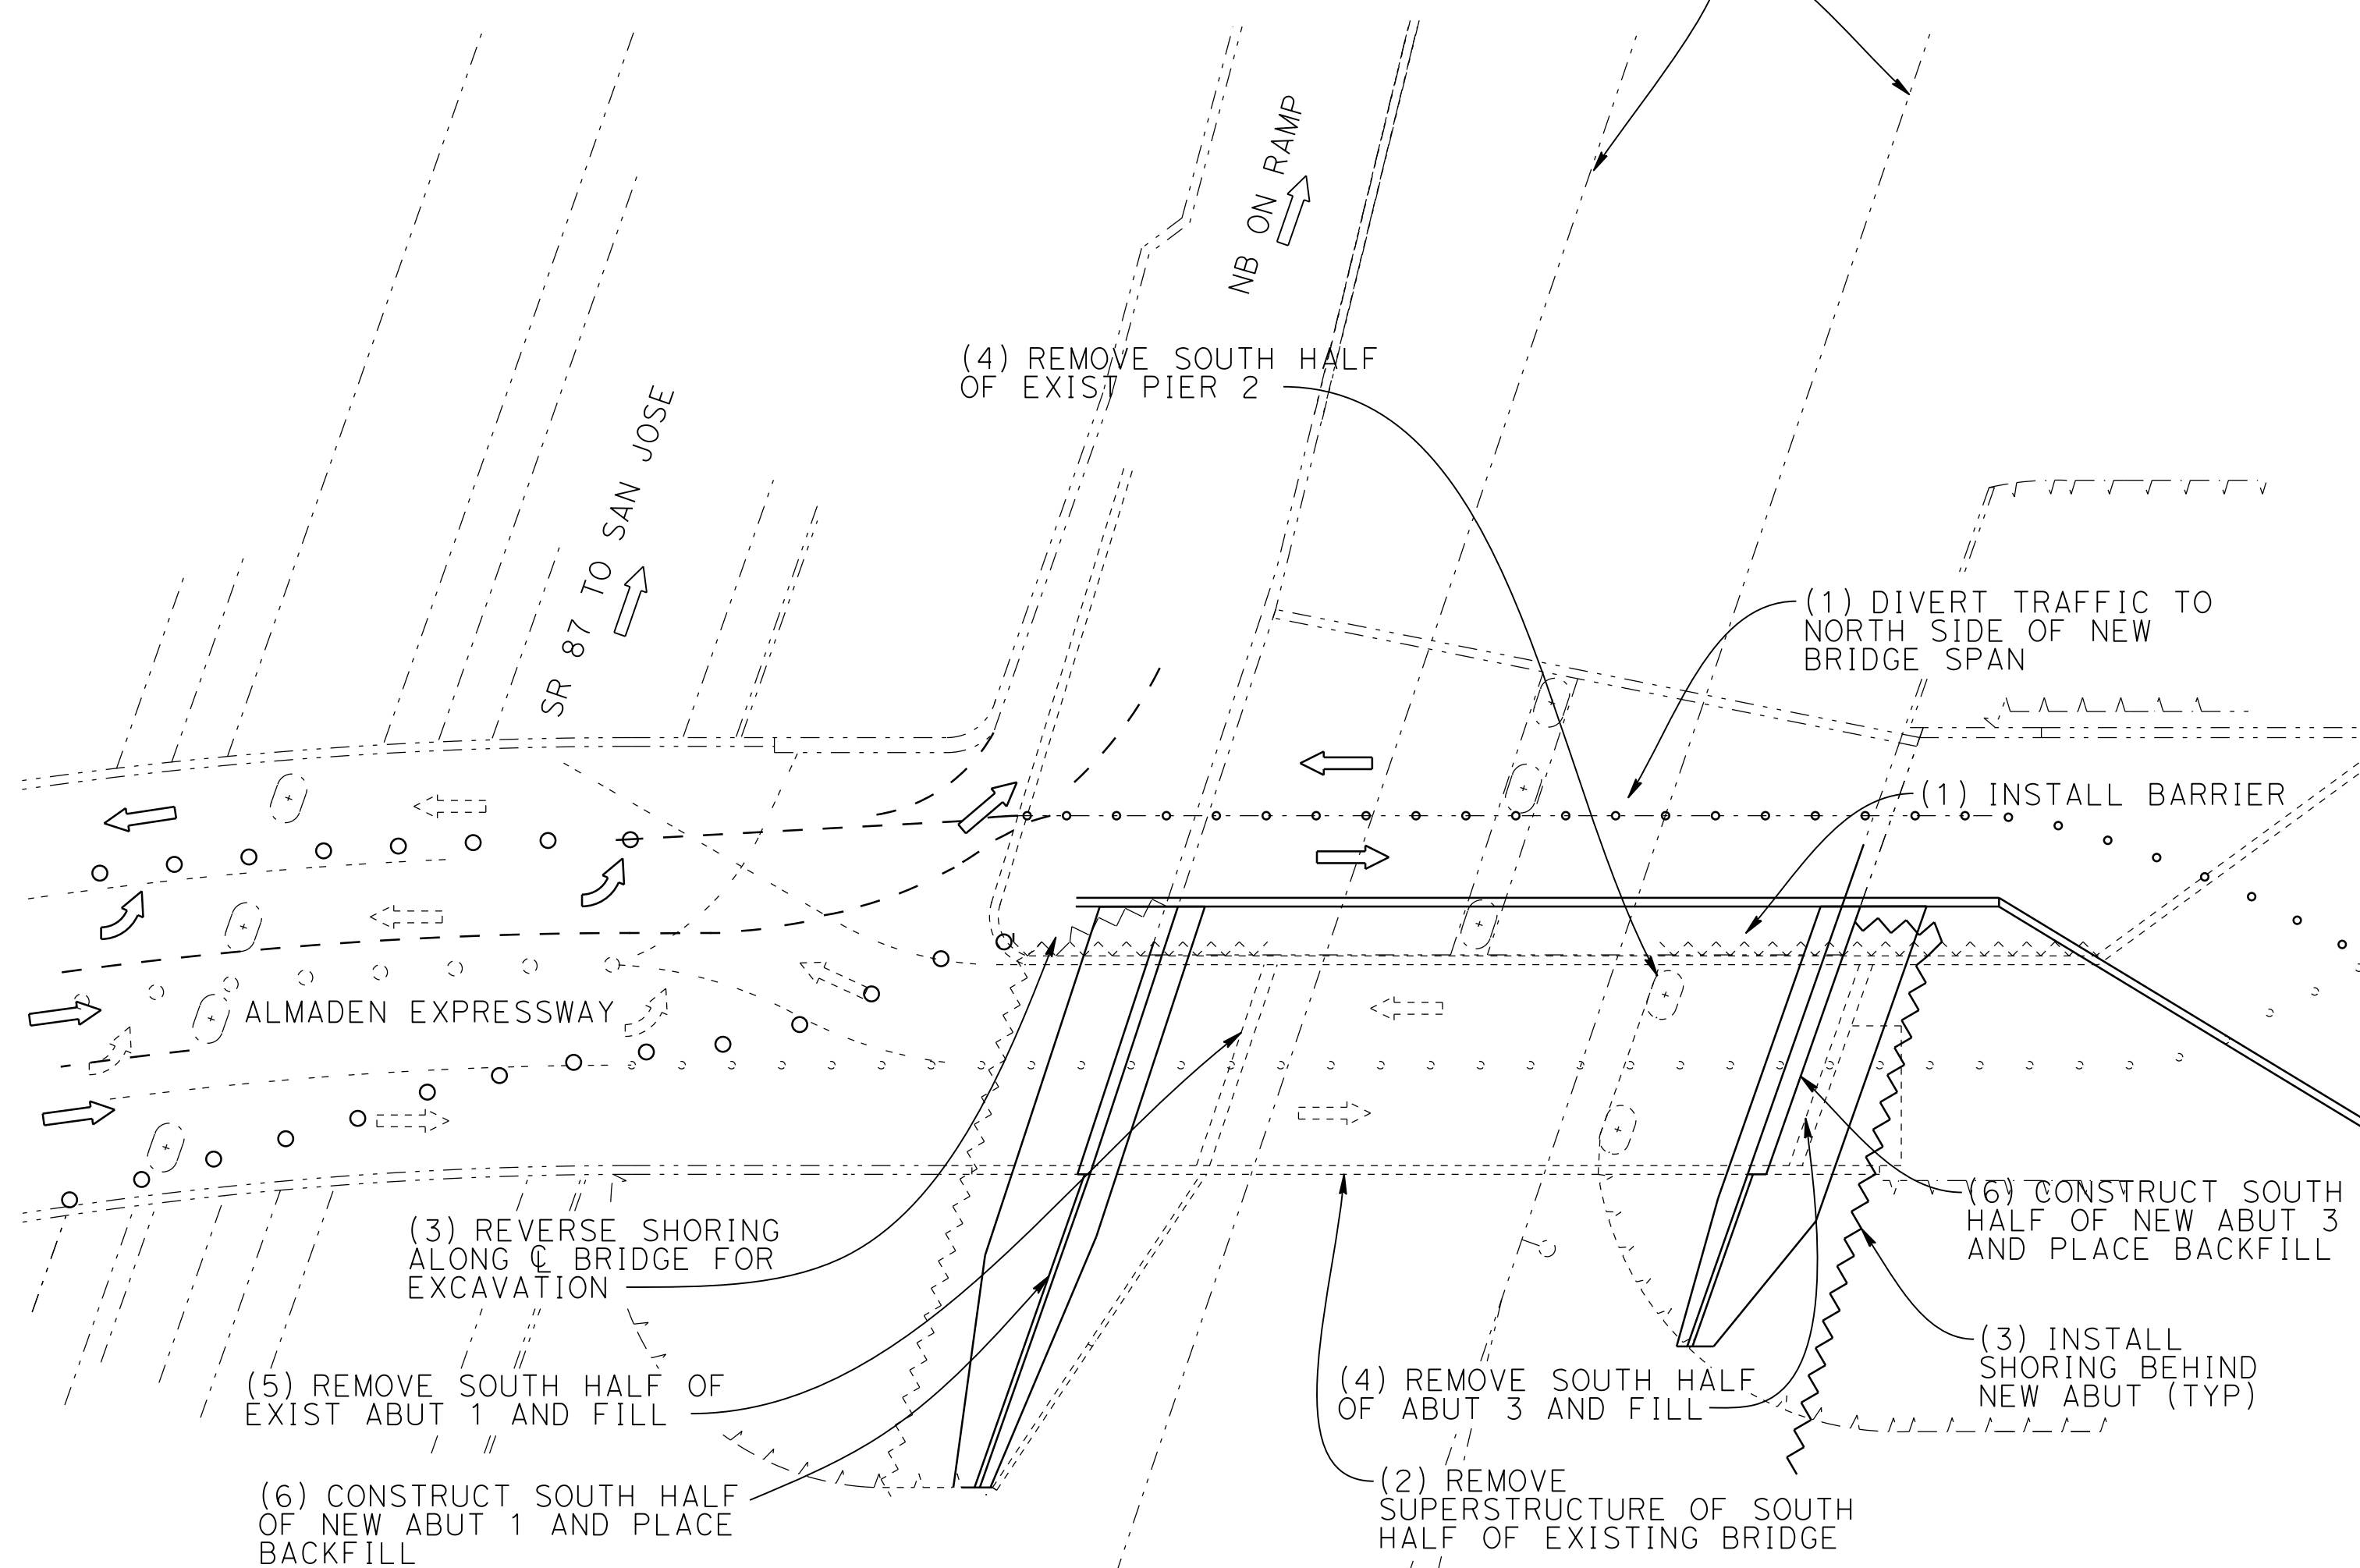 NB ON RAMP
(4) REMOVE SOUTH HALF
OF EXIST PIER 2
SR 87 TO SAN JOSE
(1) DIVERT TRAFFIC TO
NORTH SIDE OF NEW
BRIDGE SPAN
(1) INSTALL BARRIER
ALMADEN EXPRESSWAY
(3) REVERSE SHORING
ALONG ℄ BRIDGE FOR
EXCAVATION
(6) CONSTRUCT SOUTH
HALF OF NEW ABUT 3
AND PLACE BACKFILL
(3) INSTALL
SHORING BEHIND
NEW ABUT (TYP)
(5) REMOVE SOUTH HALF OF
EXIST ABUT 1 AND FILL
(4) REMOVE SOUTH HALF
OF ABUT 3 AND FILL
(6) CONSTRUCT SOUTH HALF
OF NEW ABUT 1 AND PLACE
BACKFILL
(2) REMOVE
SUPERSTRUCTURE OF SOUTH
HALF OF EXISTING BRIDGE